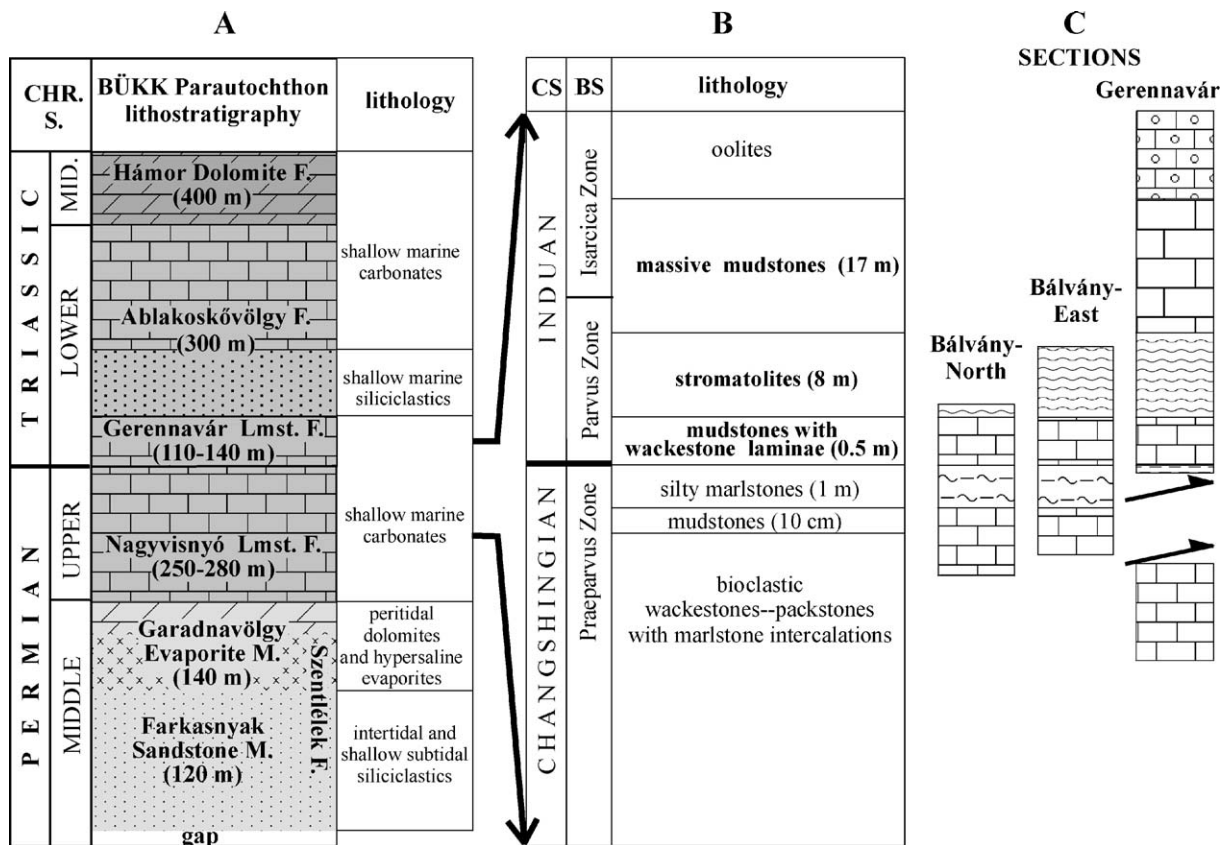 A
CHR.
S.
BÜKK Parautochthon
lithostratigraphy
lithology
TRIASSIC
MID.
LOWER
PERMIAN
UPPER
MIDDLE
Hámor Dolomite F.
(400 m)
Ablakoskővölgy F.
(300 m)
Gerennavár Lmst. F.
(110-140 m)
Nagyvisnyó Lmst. F.
(250-280 m)
Garadnavölgy
Evaporite M.
(140 m)
Farkasnyak
Sandstone M.
(120 m)
Szentlélek F.
gap
shallow marine
carbonates
shallow marine
siliciclastics
shallow marine
carbonates
peritidal
dolomites
and hypersaline
evaporites
intertidal and
shallow subtidal
siliciclastics
B
CS
BS
lithology
INDUAN
CHANGSHINGIAN
Isarcica Zone
Parvus Zone
Praeparvus Zone
oolites
massive mudstones (17 m)
stromatolites (8 m)
mudstones with
wackestone laminae (0.5 m)
silty marlstones (1 m)
mudstones (10 cm)
bioclastic
wackestones--packstones
with marlstone intercalations
C
SECTIONS
Gerennavár
Bálvány-
East
Bálvány-
North